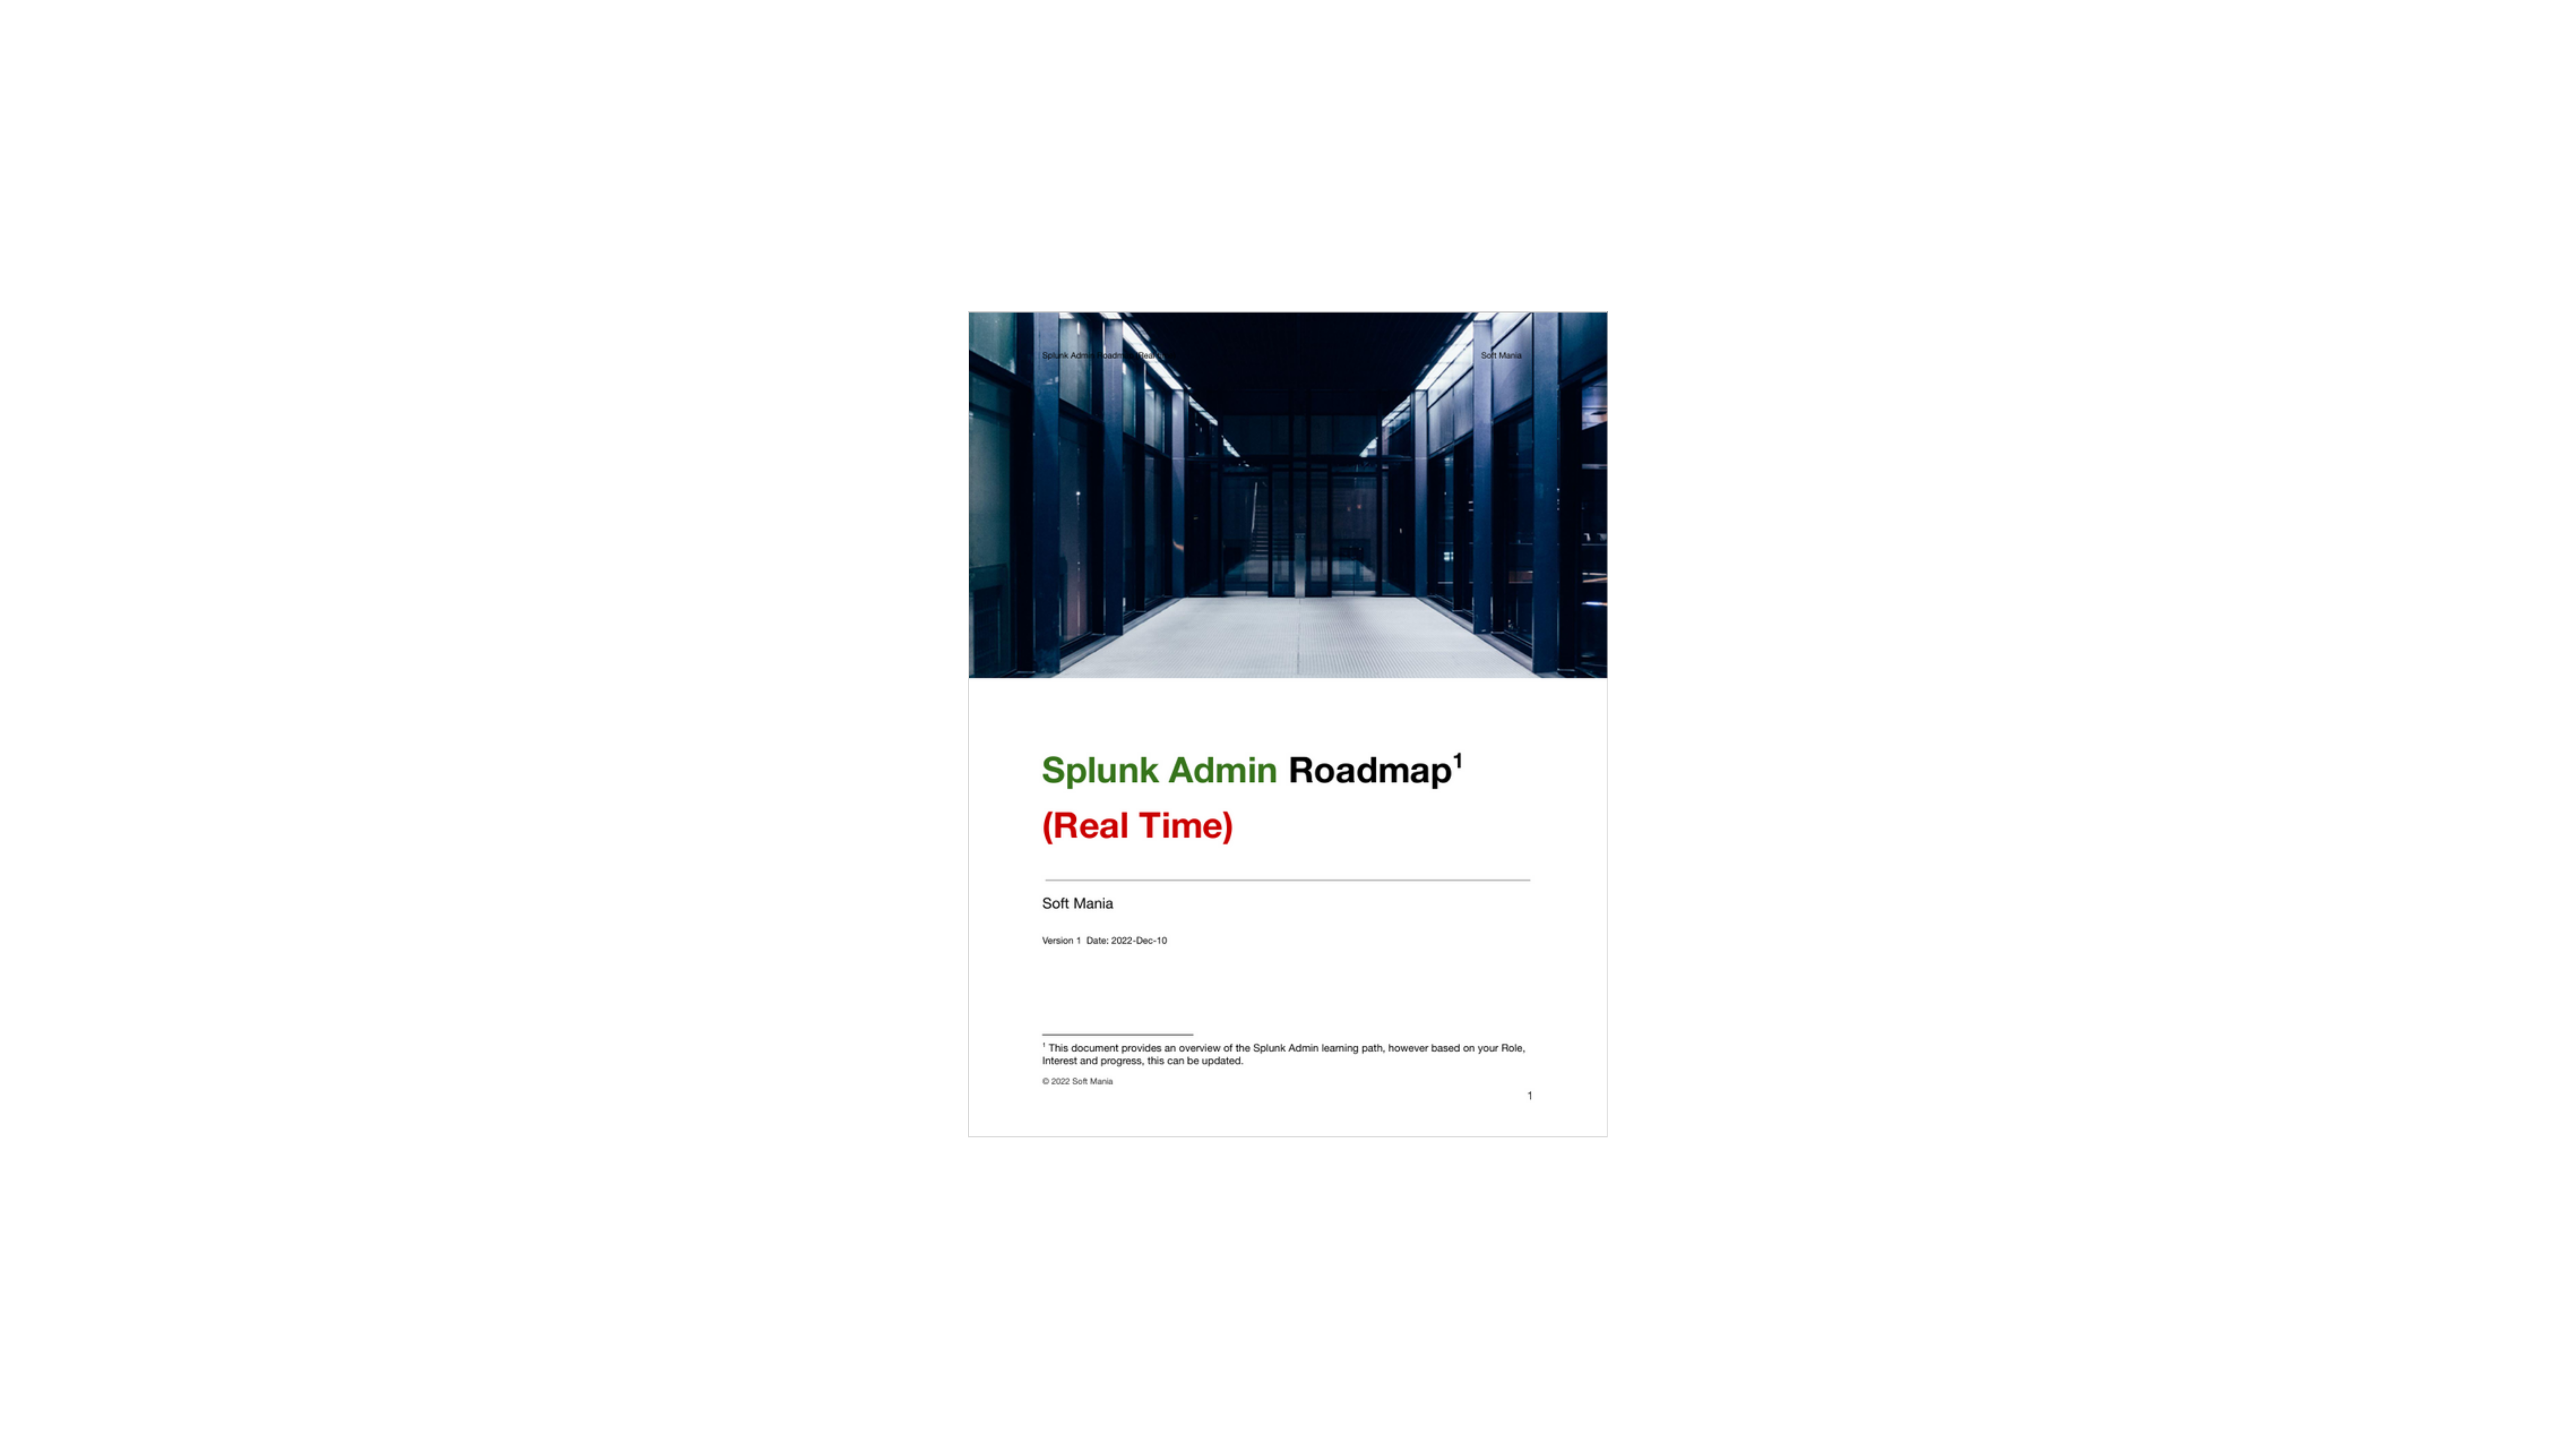 Splunk Admin Roadmap (Real
Soft Mania
Splunk Admin Roadmap¹
(Real Time)
Soft Mania
Version 1 Date: 2022-Dec-10
¹ This document provides an overview of the Splunk Admin learning path, however based on your Role,
Interest and progress, this can be updated.
© 2022 Soft Mania
1